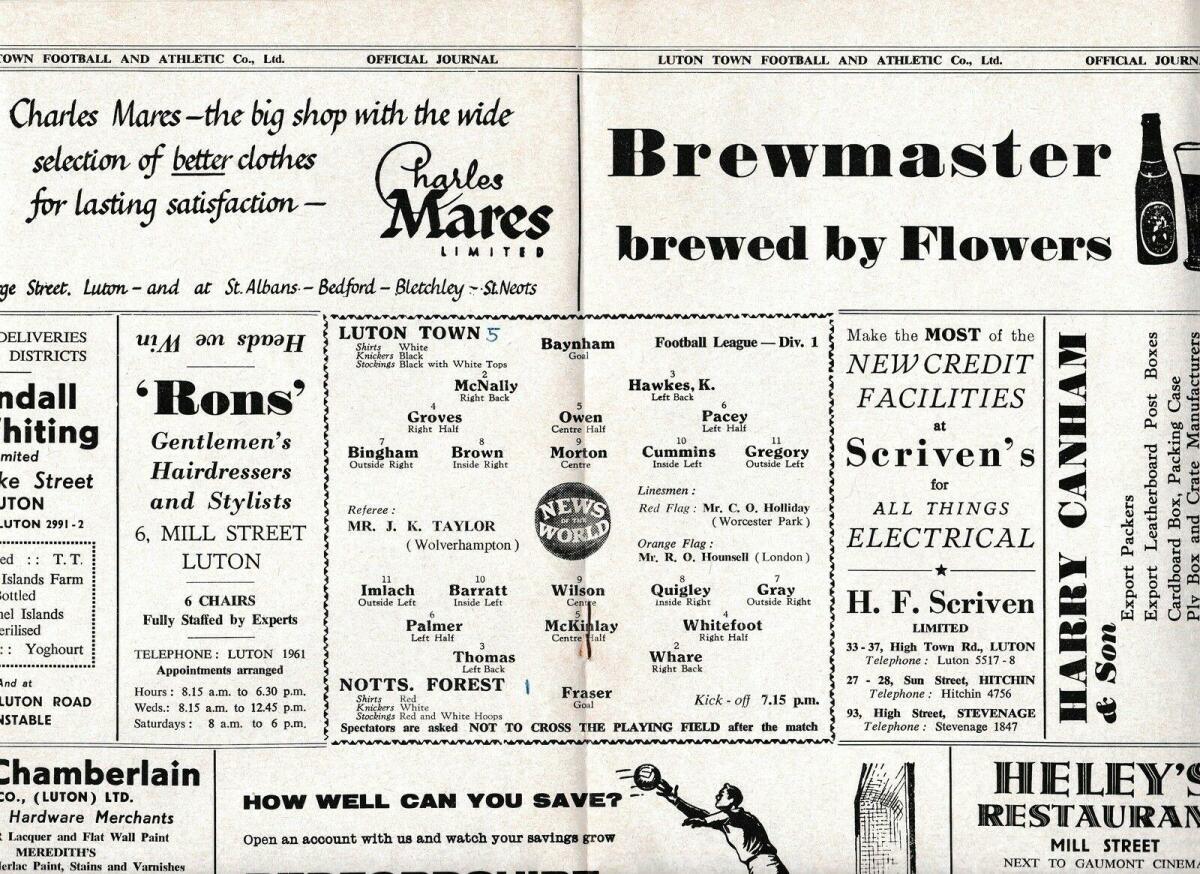 TOWN FOOTBALL AND ATHLETIC Co., Ltd. OFFICIAL JOURNAL
LUTON TOWN FOOTBALL AND ATHLETIC Co., Ltd. OFFICIAL JOURN
Charles Mares – the big shop with the wide
selection of better clothes
for lasting satisfaction –
Charles
Mares
LIMITED
ge Street. Luton – and at St. Albans – Bedford – Bletchley – St. Neots
Brewmaster
brewed by Flowers
DELIVERIES
DISTRICTS
ndall
hiting
imited
ke Street
UTON
LUTON 2991-2
ed :: T.T.
Islands Farm
Bottled
nel Islands
erilised
:: Yoghourt
And at
LUTON ROAD
NSTABLE
Heads we Win
'Rons'
Gentlemen's
Hairdressers
and Stylists
6, MILL STREET
LUTON
6 CHAIRS
Fully Staffed by Experts
TELEPHONE : LUTON 1961
Appointments arranged
Hours : 8.15 a.m. to 6.30 p.m.
Weds.: 8.15 a.m. to 12.45 p.m.
Saturdays : 8 a.m. to 6 p.m.
LUTON TOWN 5
Shirts White
Knickers Black
Stockings Black with White Tops
Baynham
Goal
Football League — Div. 1
2 3
McNally Hawkes, K.
Right Back Left Back
4 5 6
Groves Owen Pacey
Right Half Centre Half Left Half
7 8 9 10 11
Bingham Brown Morton Cummins Gregory
Outside Right Inside Right Centre Inside Left Outside Left
Referee :
MR. J. K. TAYLOR
(Wolverhampton)
NEWS
OF THE
WORLD
Linesmen :
Red Flag : Mr. C. O. Holliday
(Worcester Park)
Orange Flag :
Mr. R. O. Hounsell (London)
11 10 9 8 7
Imlach Barratt Wilson Quigley Gray
Outside Left Inside Left Centre Inside Right Outside Right
6 5 4
Palmer McKinlay Whitefoot
Left Half Centre Half Right Half
3 2
Thomas Whare
Left Back Right Back
NOTTS. FOREST 1
Shirts Red
Knickers White
Stockings Red and White Hoops
Fraser
Goal
Kick-off 7.15 p.m.
Spectators are asked NOT TO CROSS THE PLAYING FIELD after the match
Make the MOST of the
NEW CREDIT
FACILITIES
at
Scriven's
for
ALL THINGS
ELECTRICAL
H. F. Scriven
LIMITED
33-37, High Town Rd., LUTON
Telephone : Luton 5517-8
27 - 28, Sun Street, HITCHIN
Telephone : Hitchin 4756
93, High Street, STEVENAGE
Telephone : Stevenage 1847
HARRY CANHAM
& Son
Export Packers
Export Leatherboard Post Boxes
Cardboard Box, Packing Case
Ply Box and Crate Manufacturers
Chamberlain
CO., (LUTON) LTD.
Hardware Merchants
Lacquer and Flat Wall Paint
MEREDITH'S
erlac Paint, Stains and Varnishes
HOW WELL CAN YOU SAVE?
Open an account with us and watch your savings grow
BEDFORDSHIRE
HELEY'S
RESTAURAN
MILL STREET
NEXT TO GAUMONT CINEMA